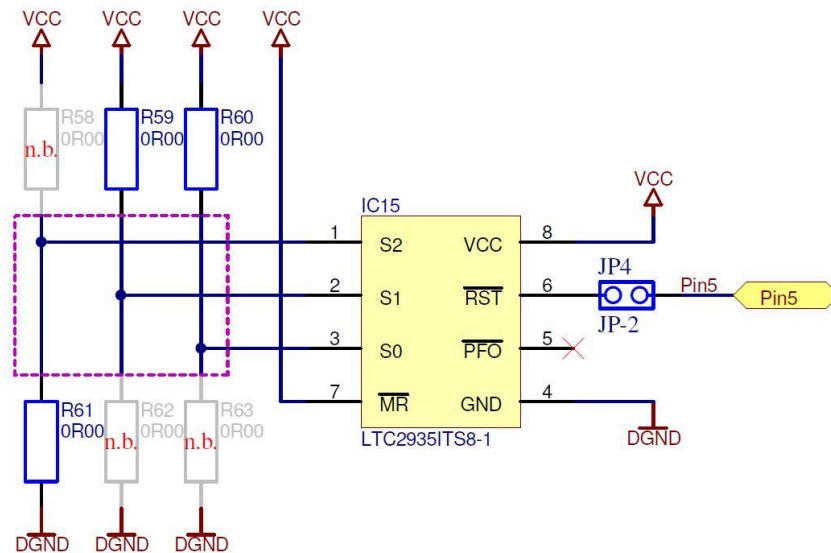 VCC VCC VCC VCC
R58 R59 R60
0R00 0R00 0R00
n.b.
VCC
IC15
1 S2 VCC 8
JP4
2 S1 RST 6 Pin5 Pin5
JP-2
3 S0 PFO 5
7 MR GND 4
R61 R62 R63
0R00 0R00 0R00
n.b. n.b.
LTC2935ITS8-1 DGND
DGND DGND DGND